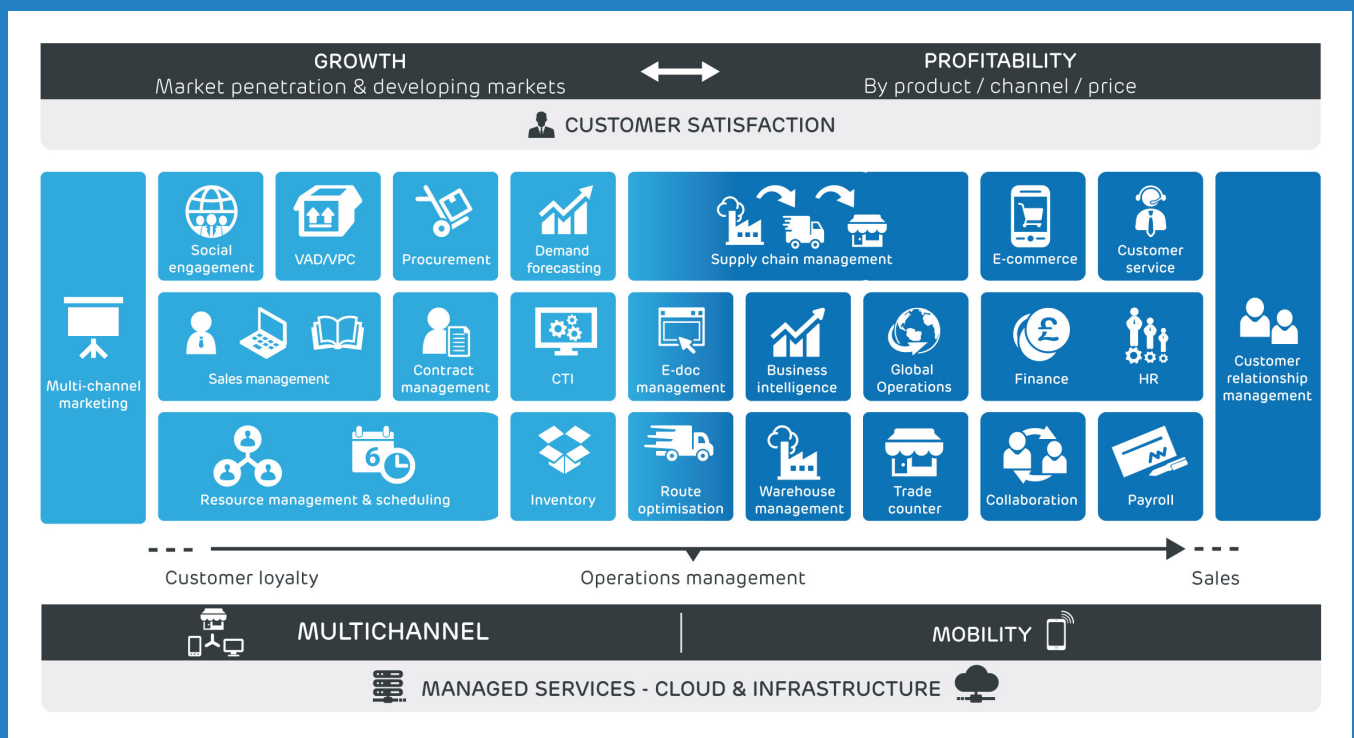 GROWTH
Market penetration & developing markets
PROFITABILITY
By product / channel / price
CUSTOMER SATISFACTION
Multi-channel
marketing
Social
engagement
VAD/VPC
Procurement
Demand
forecasting
Supply chain management
E-commerce
Customer
service
Sales management
Contract
management
CTI
E-doc
management
Business
intelligence
Global
Operations
£
Finance
HR
Customer
relationship
management
6
Resource management & scheduling
Inventory
Route
optimisation
Warehouse
management
Trade
counter
Collaboration
Payroll
Customer loyalty
Operations management
Sales
MULTICHANNEL
MOBILITY
MANAGED SERVICES - CLOUD & INFRASTRUCTURE